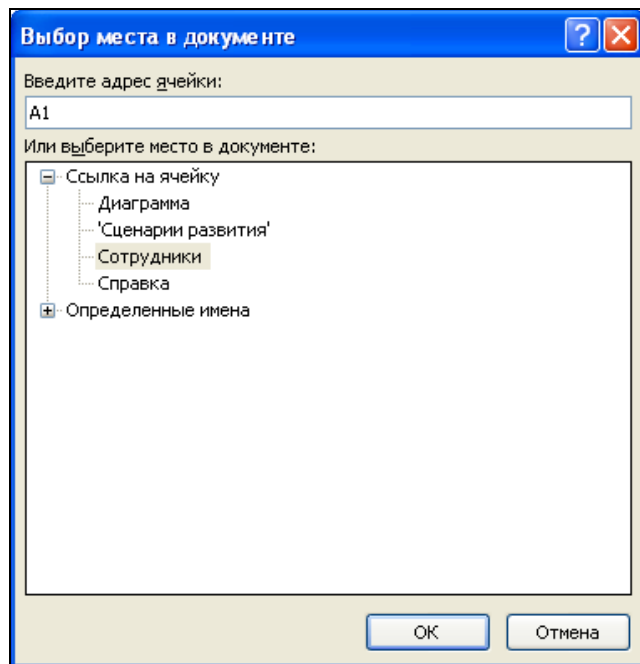 Выбор места в документе
Введите адрес ячейки:
A1
Или выберите место в документе:
Ссылка на ячейку
Диаграмма
'Сценарии развития'
Сотрудники
Справка
Определенные имена
ОК
Отмена